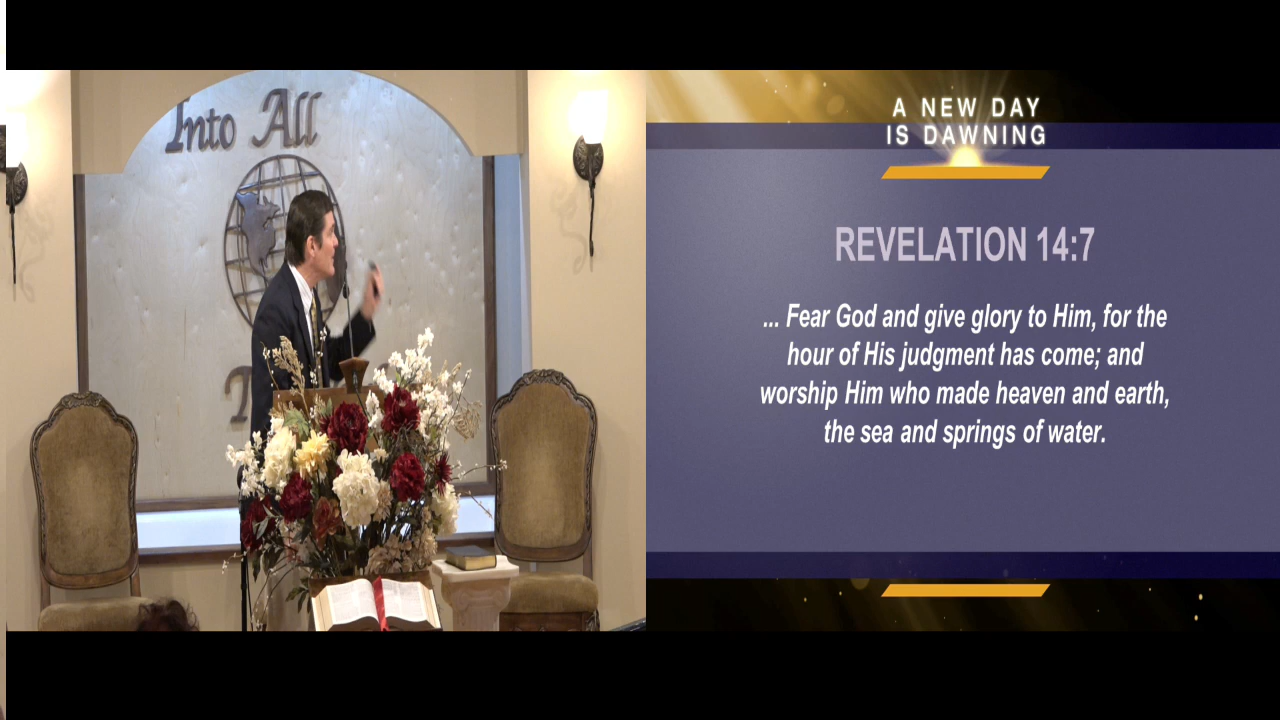 Into All
T
A NEW DAY
IS DAWNING
REVELATION 14:7
... Fear God and give glory to Him, for the
hour of His judgment has come; and
worship Him who made heaven and earth,
the sea and springs of water.